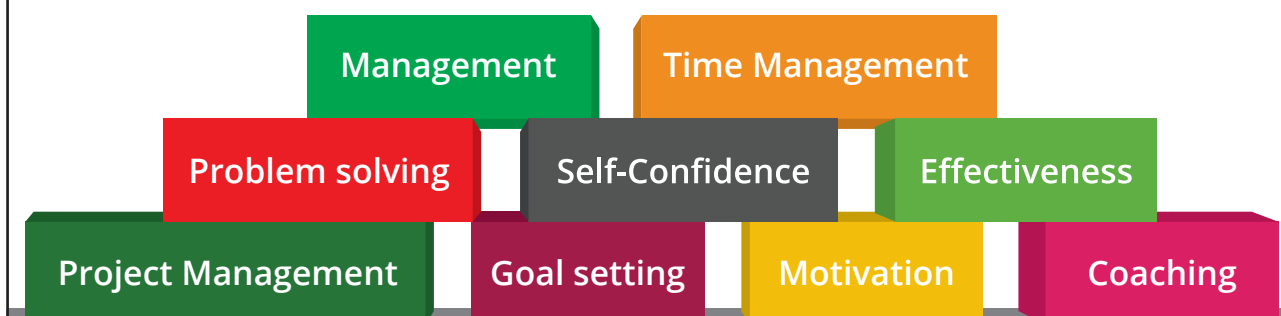 Management Time Management
Problem solving Self-Confidence Effectiveness
Project Management Goal setting Motivation Coaching